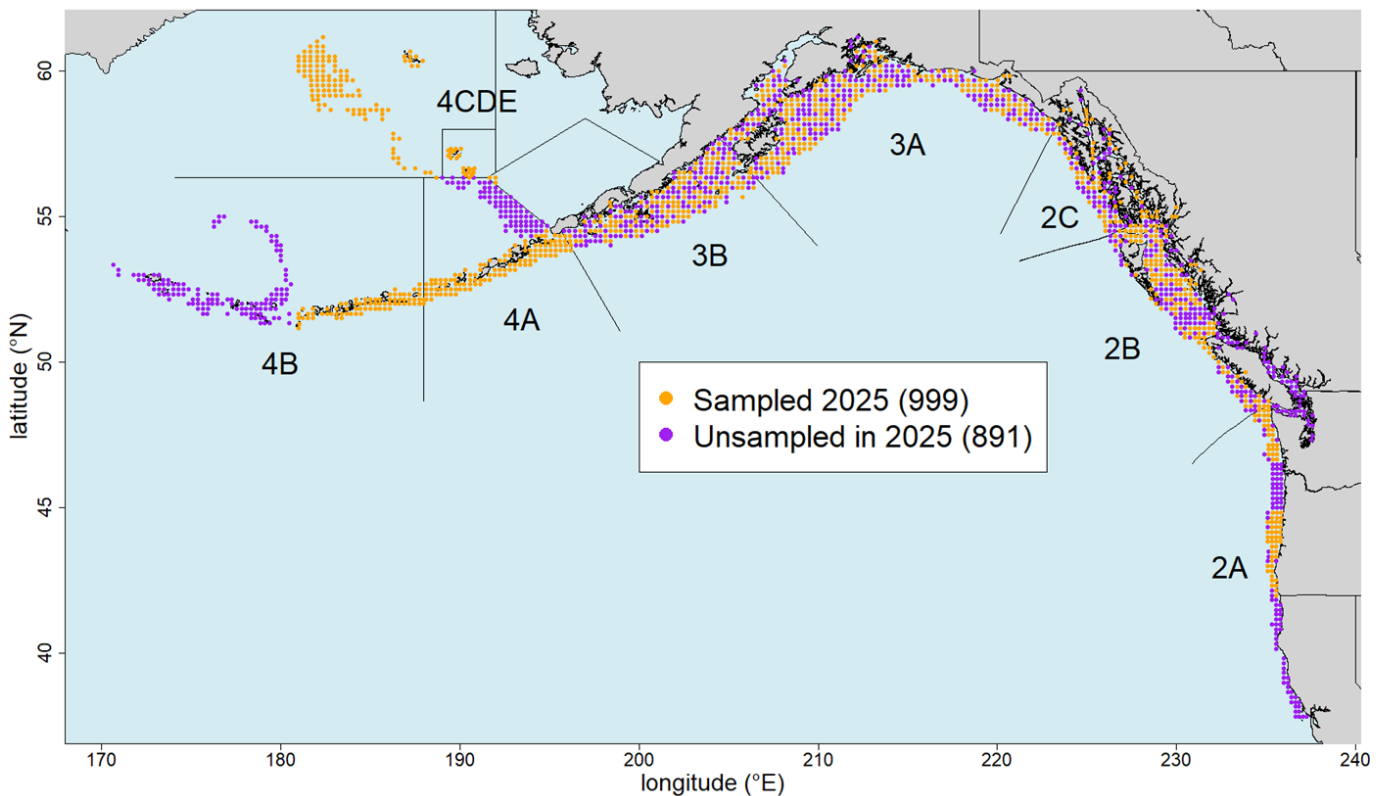 60
55
50
45
40
latitude (°N)
4CDE
3A
2C
3B
4A
2B
4B
Sampled 2025 (999)
Unsampled in 2025 (891)
2A
170
180
190
200
210
220
230
240
longitude (°E)